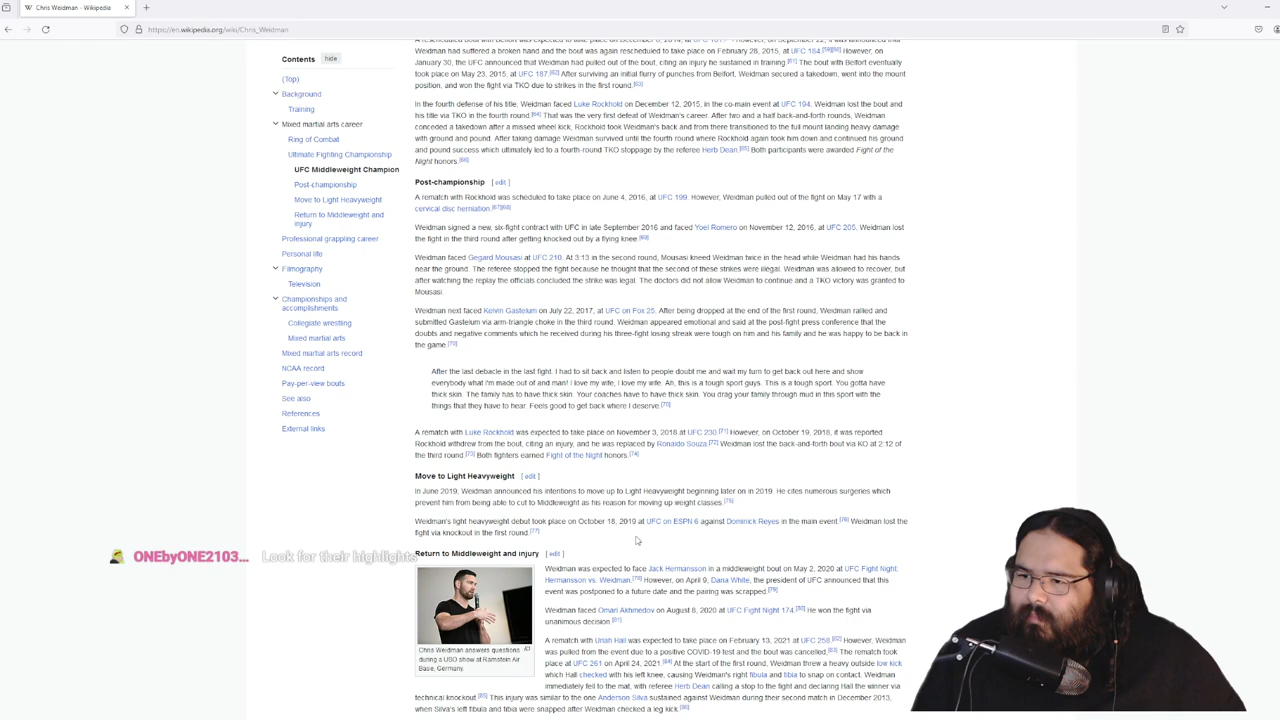 Chris Weidman — Wikipedia
https://en.wikipedia.org/wiki/Chris_Weidman
Contents hide
(Top)
Background
Training
Mixed martial arts career
Ring of Combat
Ultimate Fighting Championship
UFC Middleweight Champion
Post-championship
Move to Light Heavyweight
Return to Middleweight and
injury
Professional grappling career
Personal life
Filmography
Television
Championships and
accomplishments
Collegiate wrestling
Mixed martial arts
Mixed martial arts record
NCAA record
Pay-per-view bouts
See also
References
External links
Weidman had suffered a broken hand and the bout was again rescheduled to take place on February 28, 2015, at UFC 184.[59][60] However, on
January 30, the UFC announced that Weidman had pulled out of the bout, citing an injury he sustained in training.[61] The bout with Belfort eventually
took place on May 23, 2015, at UFC 187.[62] After surviving an initial flurry of punches from Belfort, Weidman secured a takedown, went into the mount
position, and won the fight via TKO due to strikes in the first round.[63]
In the fourth defense of his title, Weidman faced Luke Rockhold on December 12, 2015, in the co-main event at UFC 194. Weidman lost the bout and
his title via TKO in the fourth round.[64] That was the very first defeat of Weidman's career. After two and a half back-and-forth rounds, Weidman
conceded a takedown after a missed wheel kick, Rockhold took Weidman's back and from there transitioned to the full mount landing heavy damage
with ground and pound. After taking damage Weidman survived until the fourth round where Rockhold again took him down and continued his ground
and pound success which ultimately led to a fourth-round TKO stoppage by the referee Herb Dean.[65] Both participants were awarded Fight of the
Night honors.[66]
Post-championship [ edit ]
A rematch with Rockhold was scheduled to take place on June 4, 2016, at UFC 199. However, Weidman pulled out of the fight on May 17 with a
cervical disc herniation.[67][68]
Weidman signed a new, six-fight contract with UFC in late September 2016 and faced Yoel Romero on November 12, 2016, at UFC 205. Weidman lost
the fight in the third round after getting knocked out by a flying knee.[69]
Weidman faced Gegard Mousasi at UFC 210. At 3:13 in the second round, Mousasi kneed Weidman twice in the head while Weidman had his hands
near the ground. The referee stopped the fight because he thought that the second of these strikes were illegal. Weidman was allowed to recover, but
after watching the replay the officials concluded the strike was legal. The doctors did not allow Weidman to continue and a TKO victory was granted to
Mousasi.
Weidman next faced Kelvin Gastelum on July 22, 2017, at UFC on Fox 25. After being dropped at the end of the first round, Weidman rallied and
submitted Gastelum via arm-triangle choke in the third round. Weidman appeared emotional and said at the post-fight press conference that the
doubts and negative comments which he received during his three-fight losing streak were tough on him and his family and he was happy to be back in
the game.[70]
After the last debacle in the last fight. I had to sit back and listen to people doubt me and wait my turn to get back out here and show
everybody what I'm made out of and man! I love my wife, I love my wife. Ah, this is a tough sport guys. This is a tough sport. You gotta have
thick skin. The family has to have thick skin. Your coaches have to have thick skin. You drag your family through mud in this sport with the
things that they have to hear. Feels good to get back where I deserve.[70]
A rematch with Luke Rockhold was expected to take place on November 3, 2018 at UFC 230.[71] However, on October 19, 2018, it was reported
Rockhold withdrew from the bout, citing an injury, and he was replaced by Ronaldo Souza.[72] Weidman lost the back-and-forth bout via KO at 2:12 of
the third round.[73] Both fighters earned Fight of the Night honors.[74]
Move to Light Heavyweight [ edit ]
In June 2019, Weidman announced his intentions to move up to Light Heavyweight beginning later on in 2019. He cites numerous surgeries which
prevent him from being able to cut to Middleweight as his reason for moving up weight classes.[75]
Weidman's light heavyweight debut took place on October 18, 2019 at UFC on ESPN 6 against Dominick Reyes in the main event.[76] Weidman lost the
fight via knockout in the first round.[77]
ONEbyONE2103... Look for their highlights
Return to Middleweight and injury [ edit ]
Weidman was expected to face Jack Hermansson in a middleweight bout on May 2, 2020 at UFC Fight Night:
Hermansson vs. Weidman.[78] However, on April 9, Dana White, the president of UFC announced that this
event was postponed to a future date and the pairing was scrapped.[79]
Weidman faced Omari Akhmedov on August 8, 2020 at UFC Fight Night 174.[80] He won the fight via
unanimous decision.[81]
A rematch with Uriah Hall was expected to take place on February 13, 2021 at UFC 258.[82] However, Weidman
was pulled from the event due to a positive COVID-19 test and the bout was cancelled.[83] The rematch took
place at UFC 261 on April 24, 2021.[84] At the start of the first round, Weidman threw a heavy outside low kick
which Hall checked with his left knee, causing Weidman's right fibula and tibia to snap on contact. Weidman
immediately fell to the mat, with referee Herb Dean calling a stop to the fight and declaring Hall the winner via
technical knockout.[85] This injury was similar to the one Anderson Silva sustained against Weidman during their second match in December 2013,
when Silva's left fibula and tibia were snapped after Weidman checked a leg kick.[86]
Chris Weidman answers questions
during a USO show at Ramstein Air
Base, Germany.